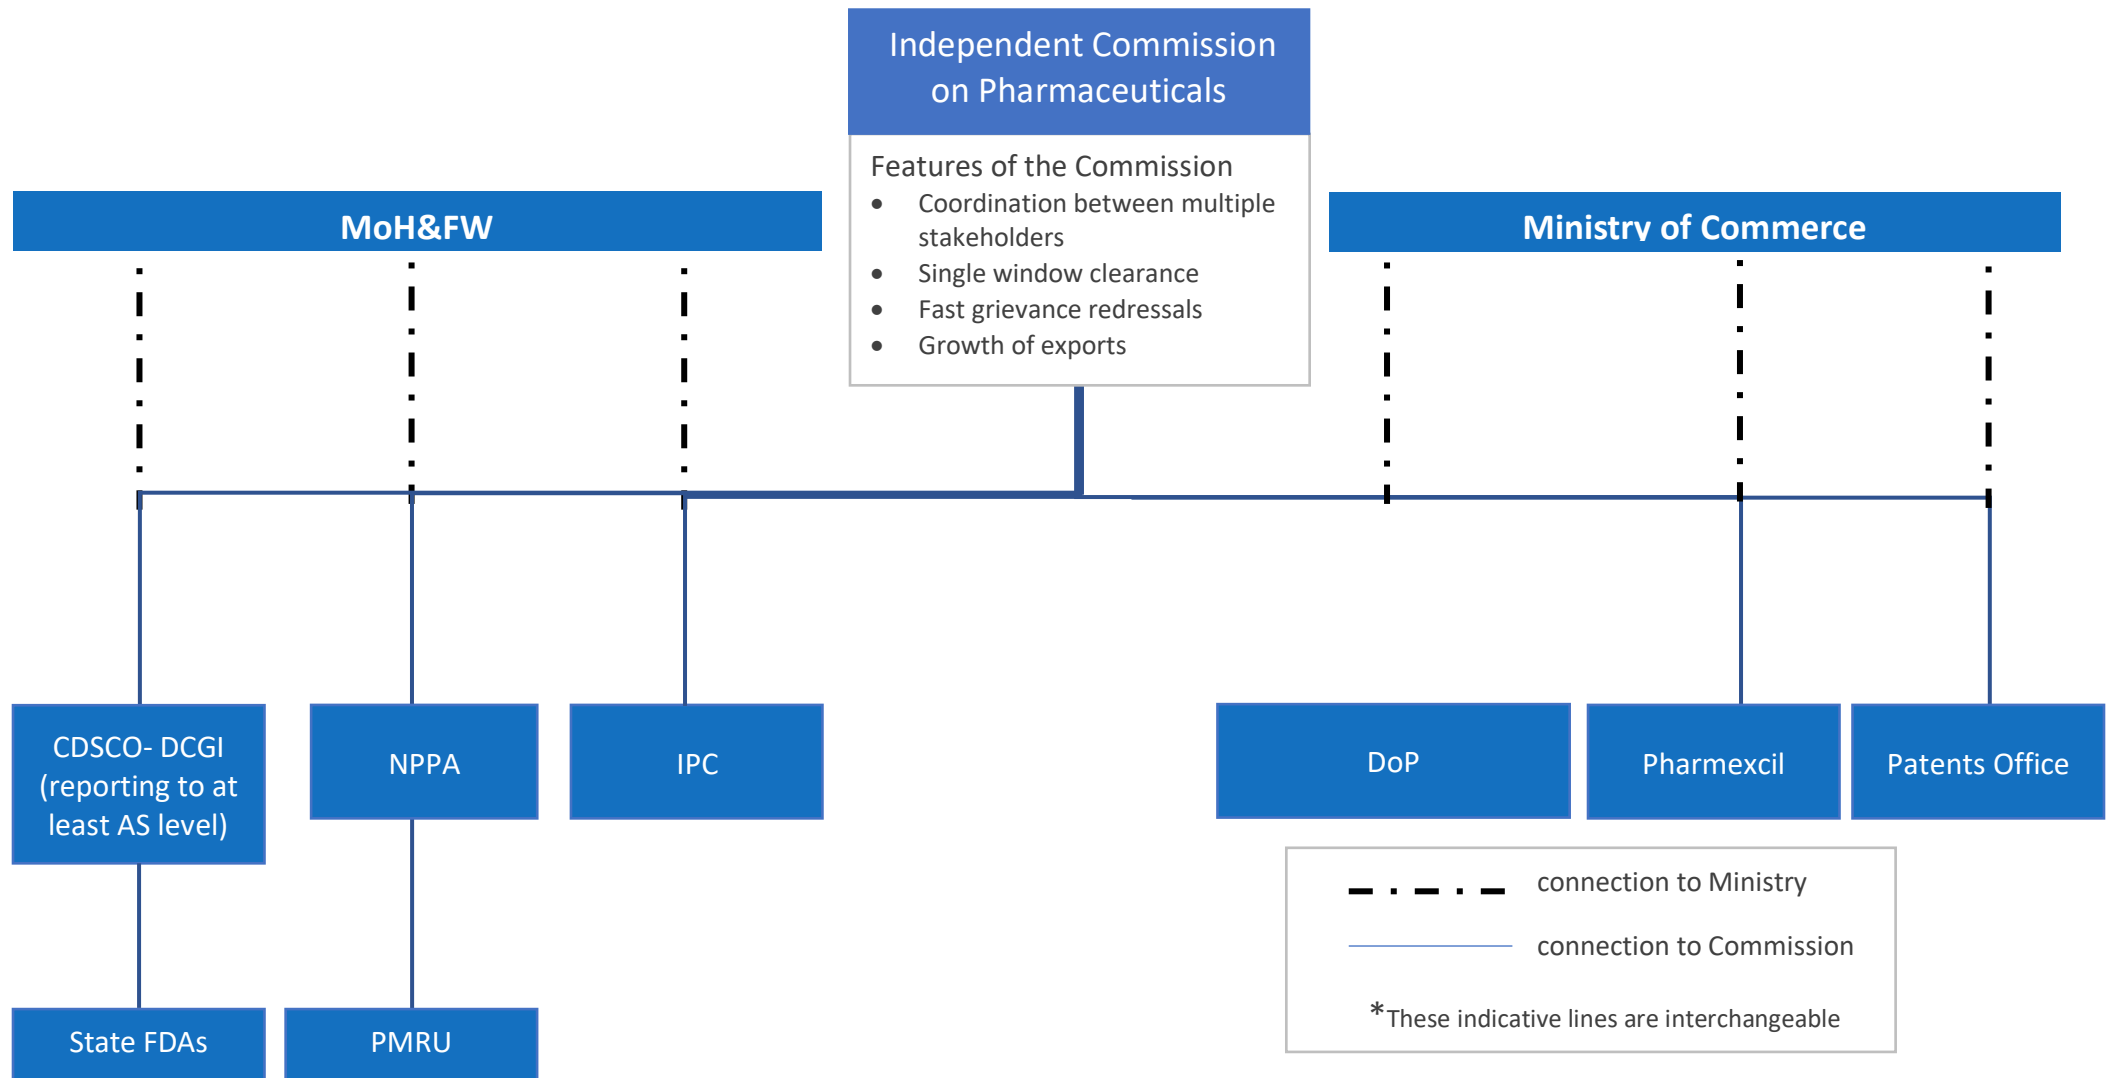 Independent Commission
on Pharmaceuticals
Features of the Commission
• Coordination between multiple
stakeholders
• Single window clearance
• Fast grievance redressals
• Growth of exports
MoH&FW
Ministry of Commerce
CDSCO- DCGI
(reporting to at
least AS level)
NPPA
IPC
DoP
Pharmexcil
Patents Office
connection to Ministry
connection to Commission
*These indicative lines are interchangeable
State FDAs
PMRU